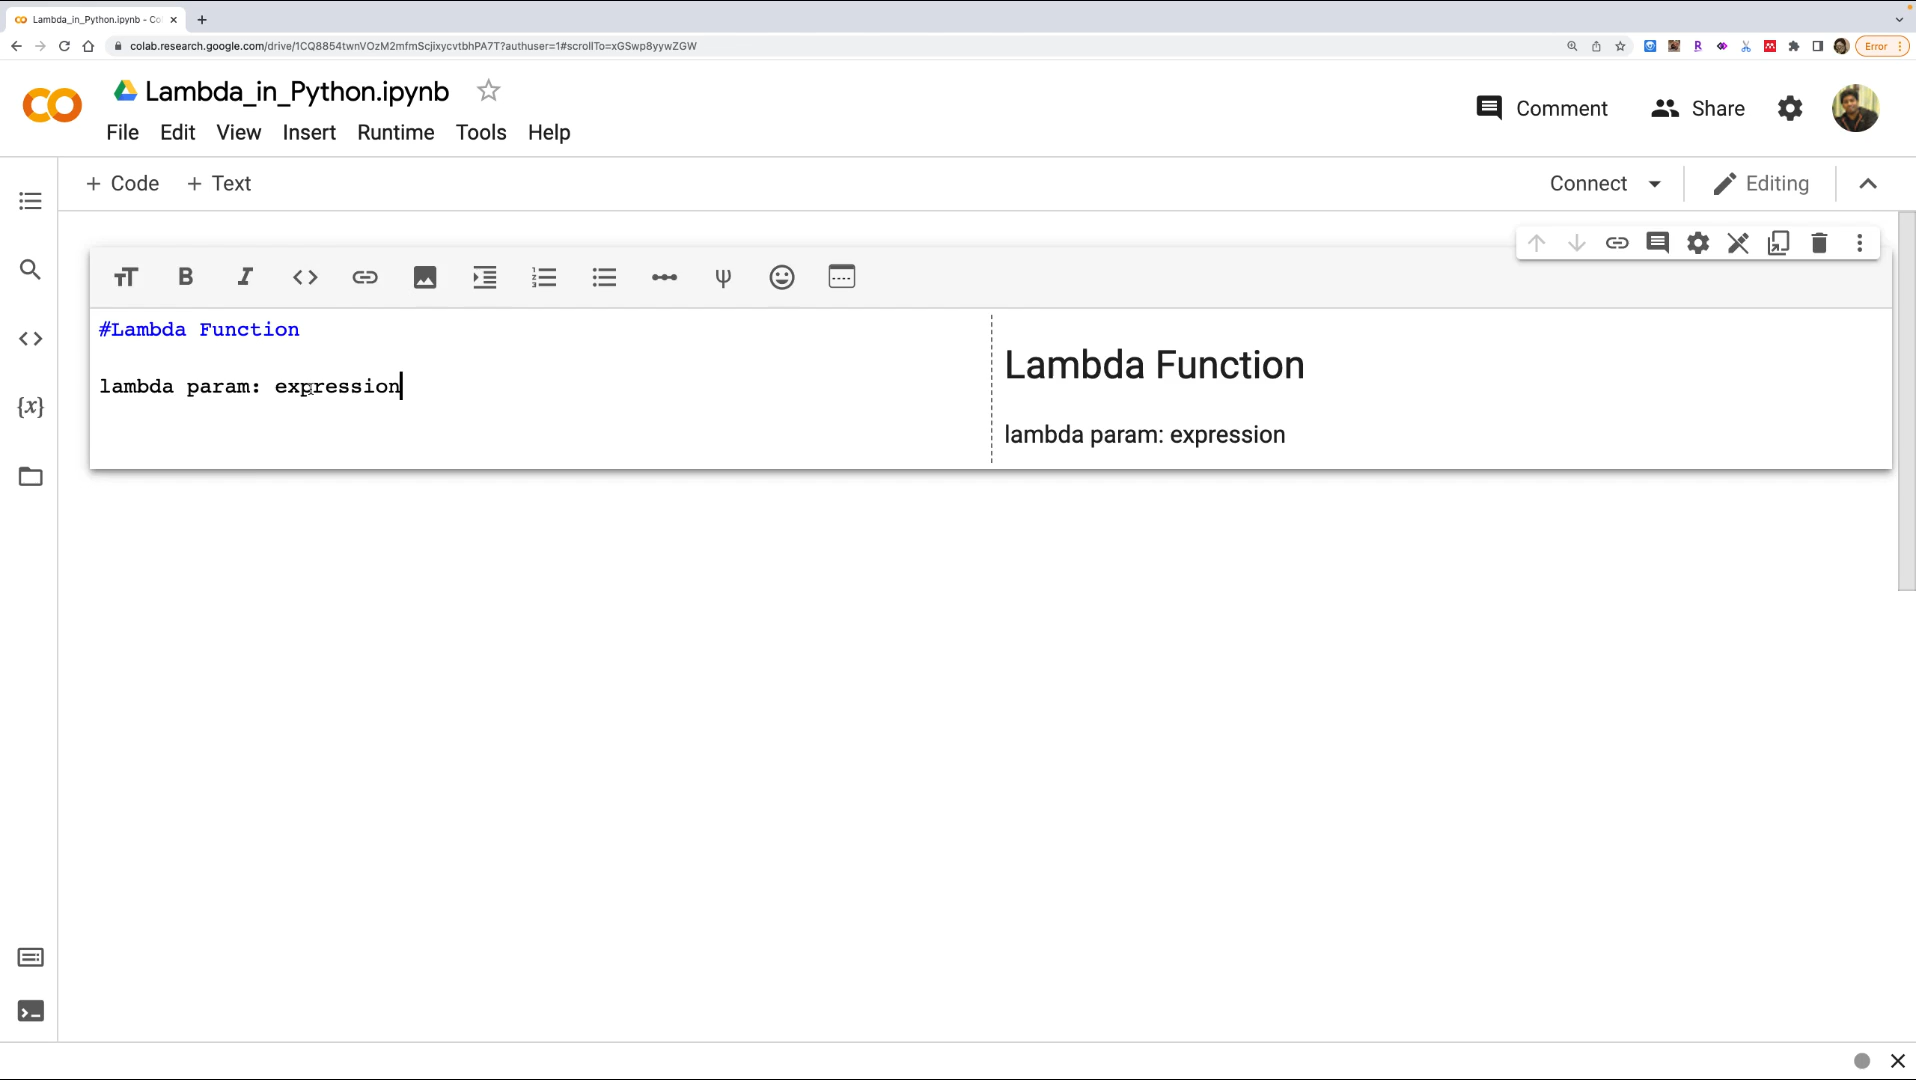 Lambda_in_Python.ipynb - Co
colab.research.google.com/drive/1CQ8854twnVOzM2mfmScjixycvtbhPA7T?authuser=1#scrollTo=xGSwp8yywZGW
Error
Lambda_in_Python.ipynb
File Edit View Insert Runtime Tools Help
Comment Share
+ Code + Text
Connect Editing
#Lambda Function
lambda param: expression
Lambda Function
lambda param: expression